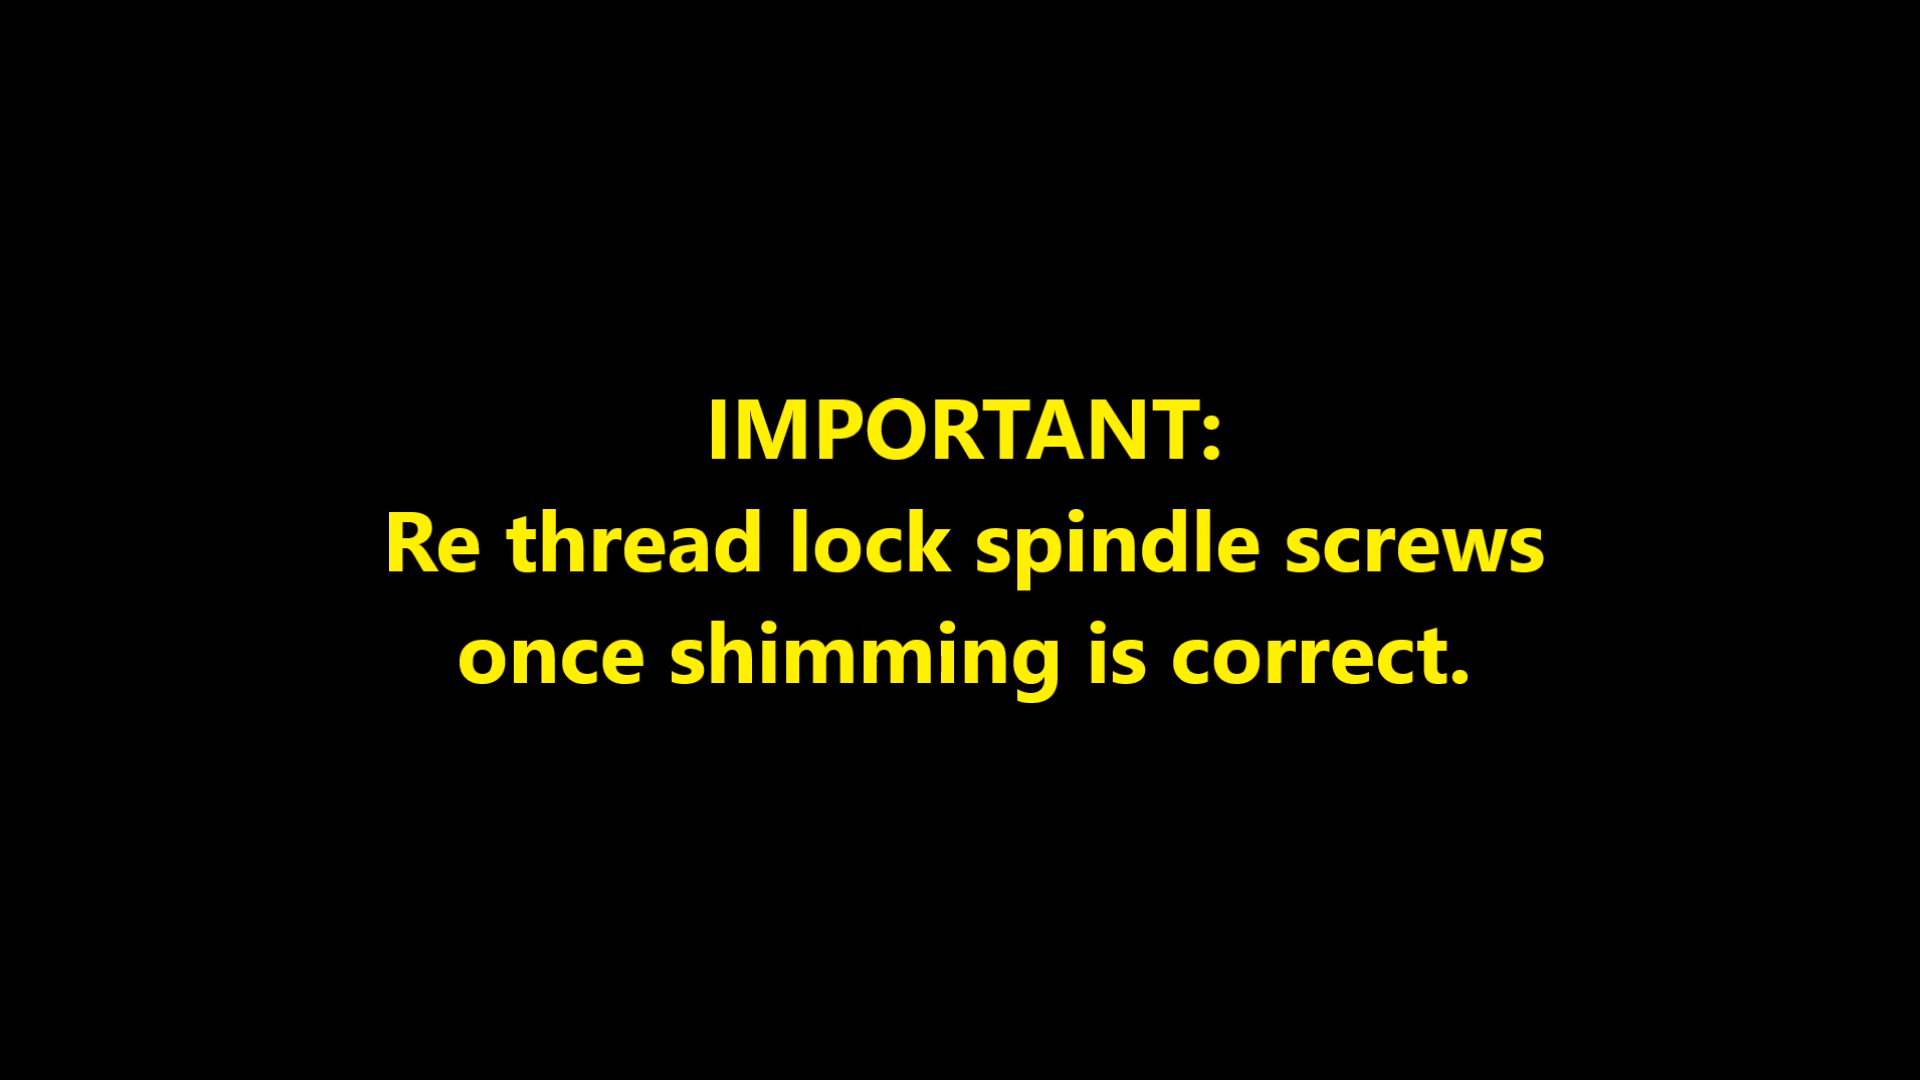 IMPORTANT:
Re thread lock spindle screws
once shimming is correct.